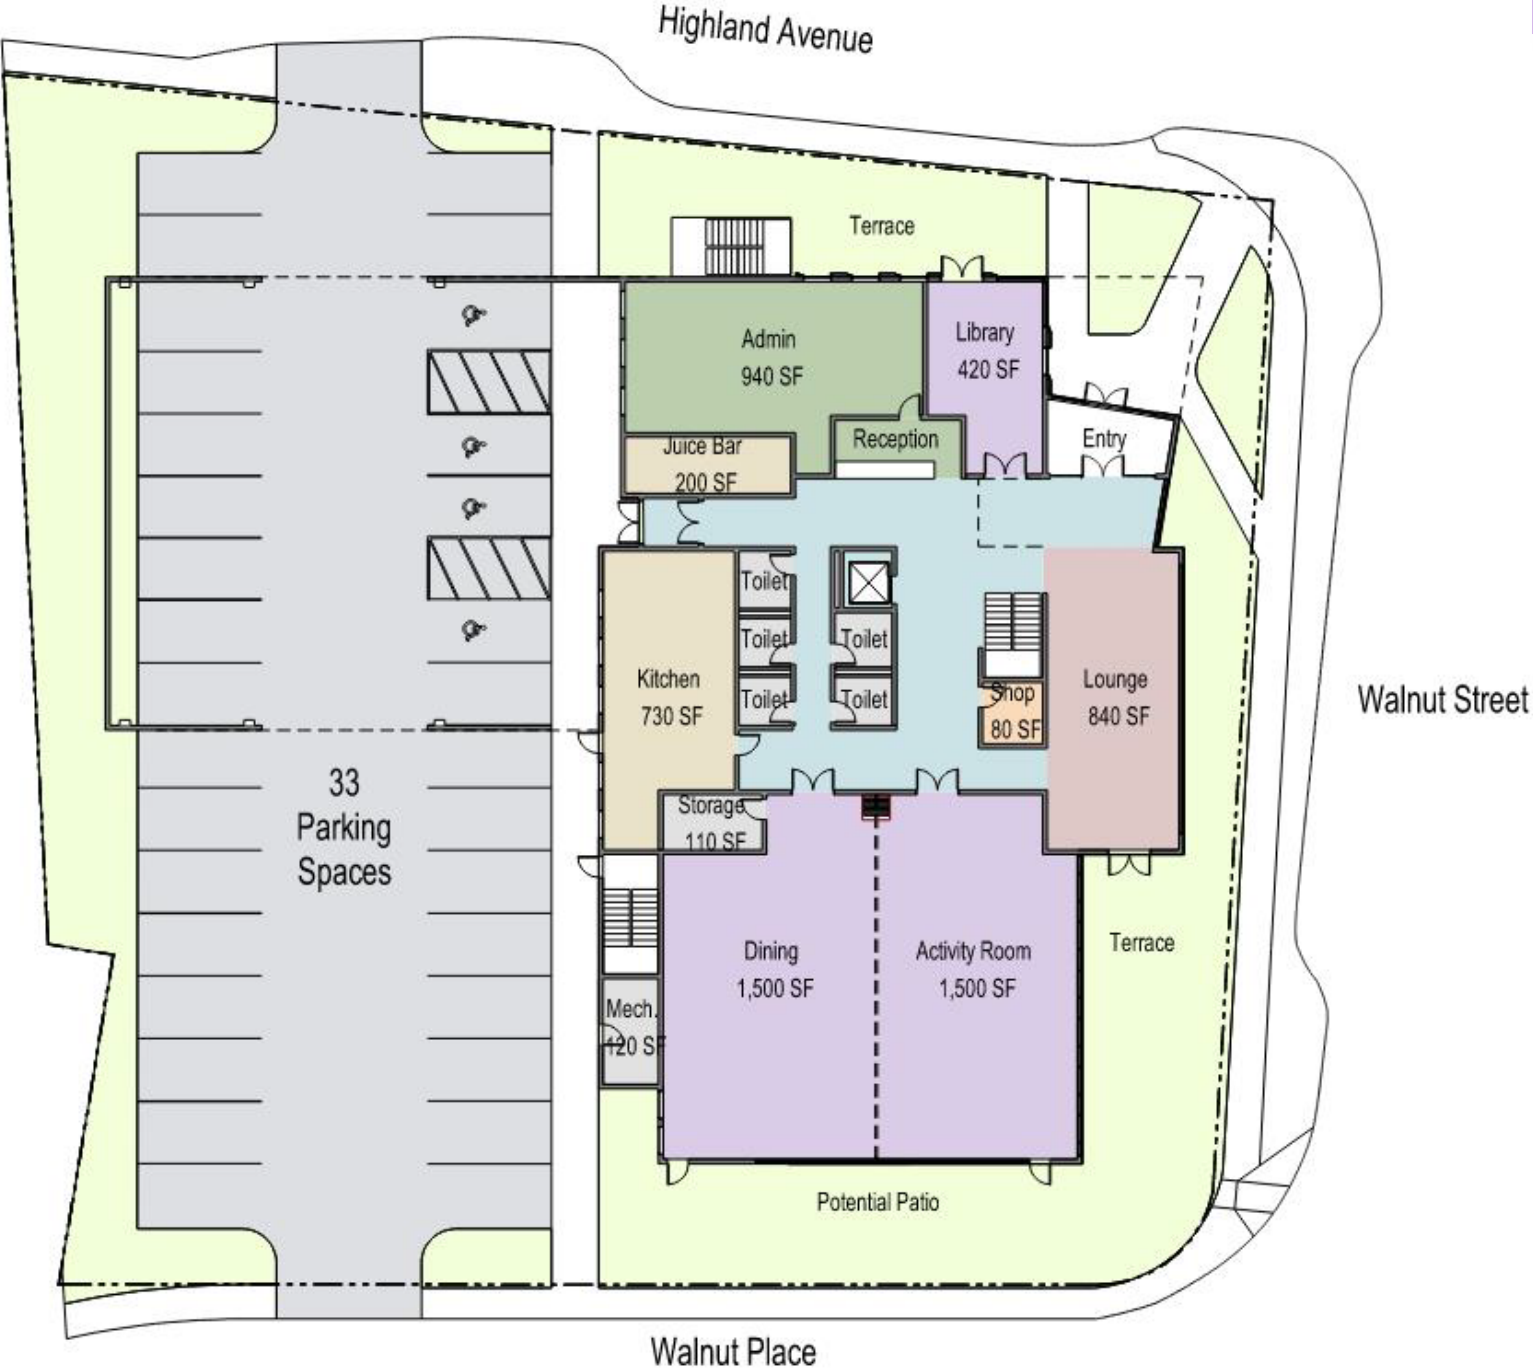 Highland Avenue
Terrace
Admin
940 SF
Library
420 SF
Reception
Entry
Juice Bar
200 SF
Toilet
Toilet
Toilet
Toilet
Toilet
Kitchen
730 SF
Shop
80 SF
Lounge
840 SF
Walnut Street
33
Parking
Spaces
Storage
110 SF
Dining
1,500 SF
Activity Room
1,500 SF
Terrace
Mech.
120 SF
Potential Patio
Walnut Place